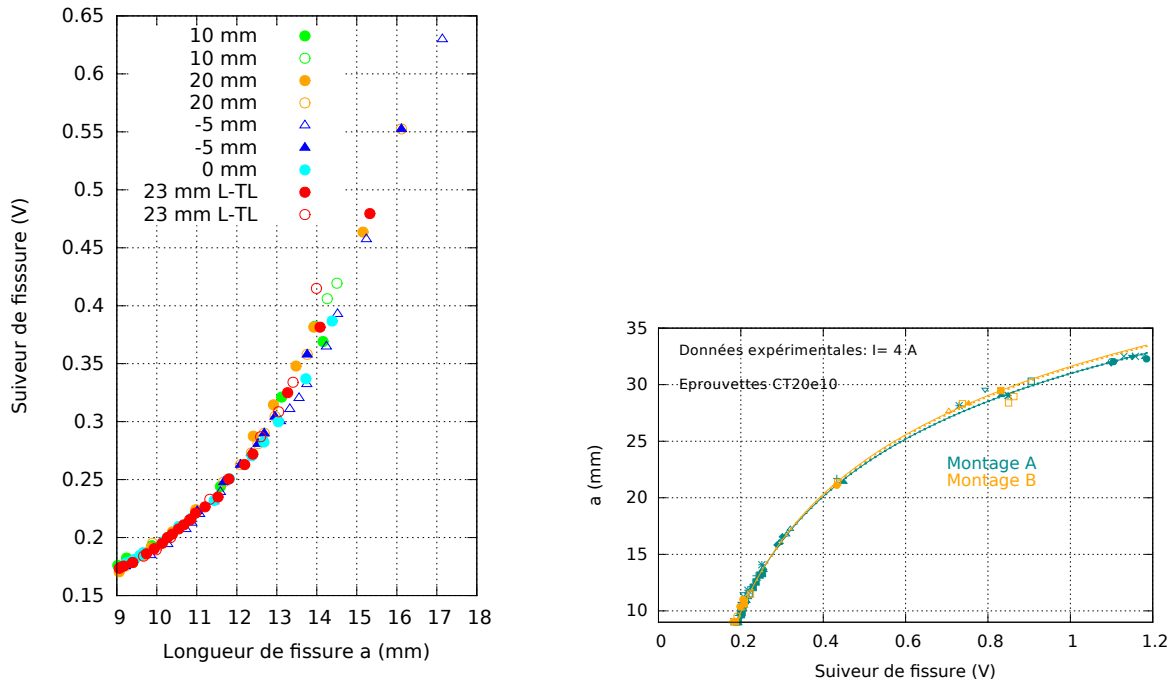 0.65
0.6
0.55
0.5
0.45
0.4
0.35
0.3
0.25
0.2
0.15
Suiveur de fisssure (V)
10 mm
10 mm
20 mm
20 mm
-5 mm
-5 mm
0 mm
23 mm L-TL
23 mm L-TL
9 10 11 12 13 14 15 16 17 18
Longueur de fissure a (mm)
35
30
25
20
15
10
a (mm)
Données expérimentales: I= 4 A
Eprouvettes CT20e10
Montage A
Montage B
0 0.2 0.4 0.6 0.8 1 1.2
Suiveur de fissure (V)